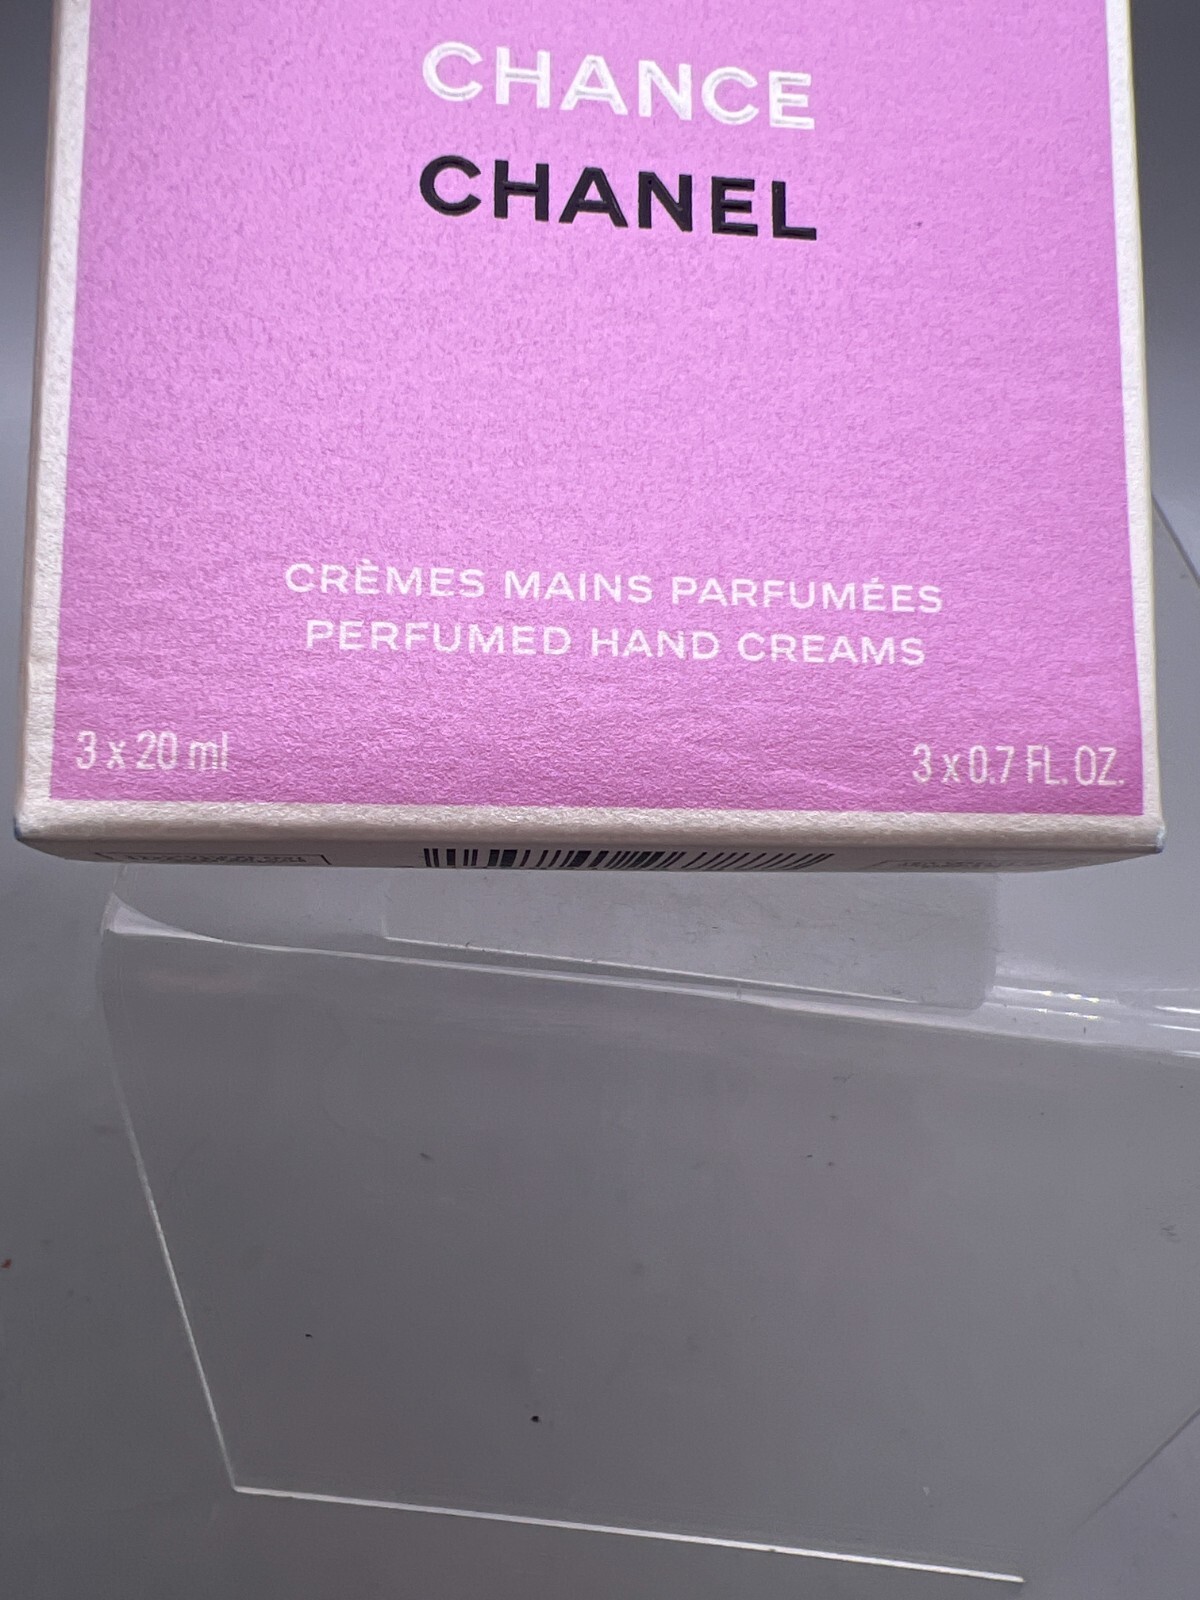 CHANCE
CHANEL
CRÈMES MAINS PARFUMÉES
PERFUMED HAND CREAMS
3 x 20 ml
3 x 0.7 FL. OZ.